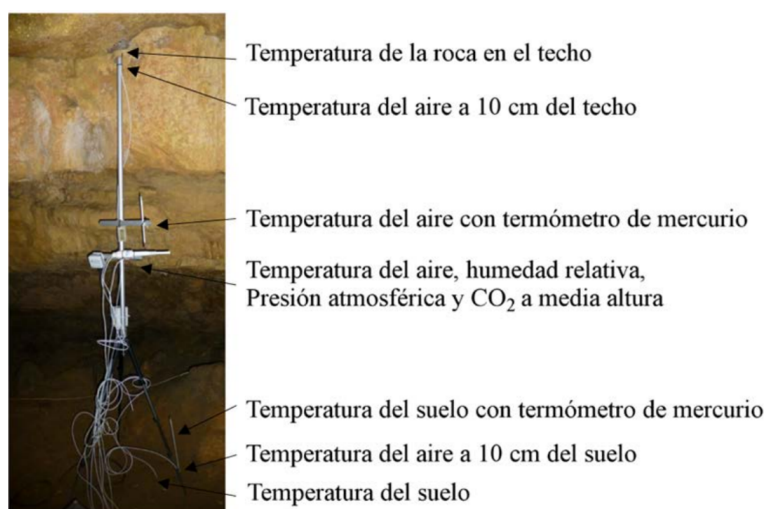 Temperatura de la roca en el techo
Temperatura del aire a 10 cm del techo
Temperatura del aire con termómetro de mercurio
Temperatura del aire, humedad relativa,
Presión atmosférica y CO₂ a media altura
Temperatura del suelo con termómetro de mercurio
Temperatura del aire a 10 cm del suelo
Temperatura del suelo